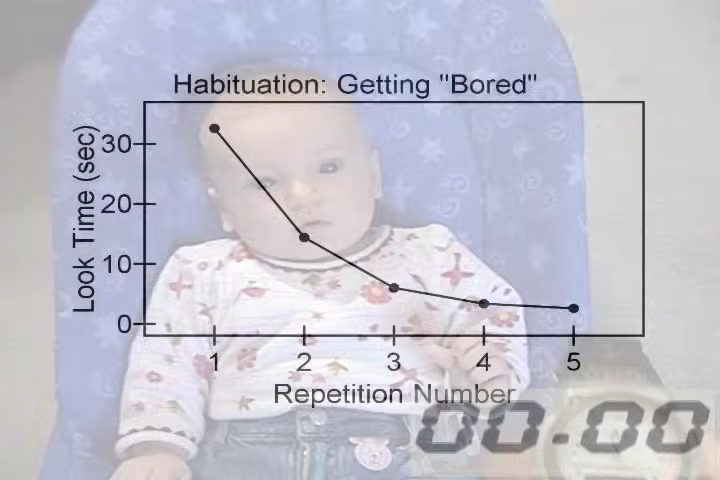 Habituation: Getting "Bored"
Look Time (sec)
30
20
10
0
1 2 3 4 5
Repetition Number
00.00